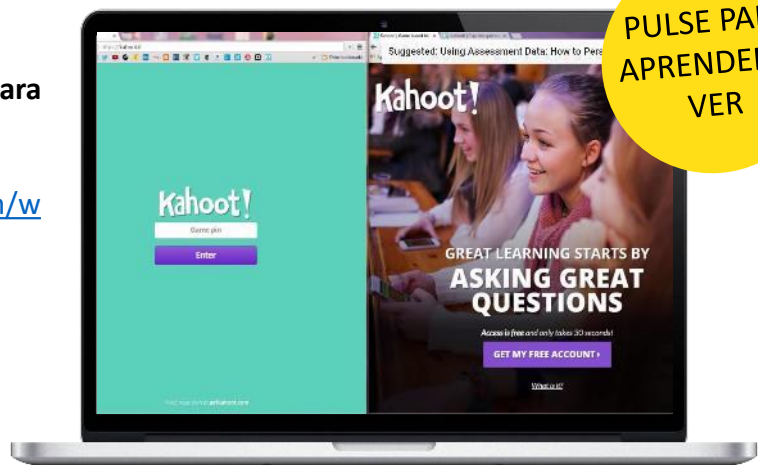 ara
n/w
PULSE PA
APRENDE
VER
Suggested: Using Assessment Data: How to Pers
Kahoot!
Game pin
Enter
Kahoot!
GREAT LEARNING STARTS BY
ASKING GREAT
QUESTIONS
Access is free and only takes 30 seconds!
GET MY FREE ACCOUNT ›
What is it?